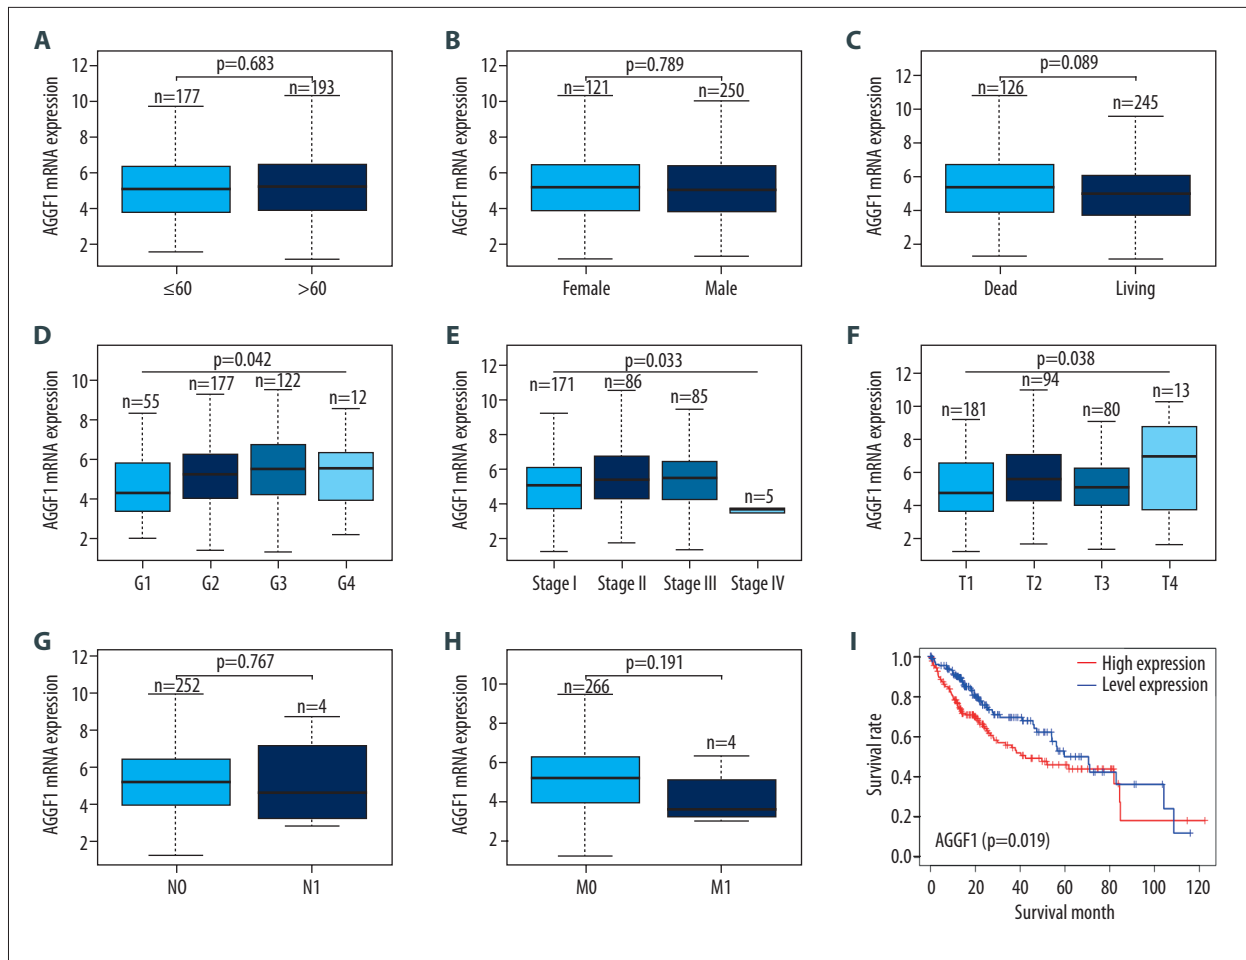 A
AGGF1 mRNA expression
12
10
8
6
4
2
p=0.683
n=177
n=193
≤60
>60
B
AGGF1 mRNA expression
12
10
8
6
4
2
p=0.789
n=121
n=250
Female
Male
C
AGGF1 mRNA expression
12
10
8
6
4
2
p=0.089
n=126
n=245
Dead
Living
D
AGGF1 mRNA expression
10
8
6
4
2
p=0.042
n=55
n=177
n=122
n=12
G1
G2
G3
G4
E
AGGF1 mRNA expression
12
10
8
6
4
2
p=0.033
n=171
n=86
n=85
n=5
Stage I
Stage II
Stage III
Stage IV
F
AGGF1 mRNA expression
12
10
8
6
4
2
p=0.038
n=181
n=94
n=80
n=13
T1
T2
T3
T4
G
AGGF1 mRNA expression
12
10
8
6
4
2
p=0.767
n=252
n=4
N0
N1
H
AGGF1 mRNA expression
10
8
6
4
2
p=0.191
n=266
n=4
M0
M1
I
Survival rate
1.0
0.8
0.6
0.4
0.2
0.0
High expression
Level expression
AGGF1 (p=0.019)
0
20
40
60
80
100
120
Survival month